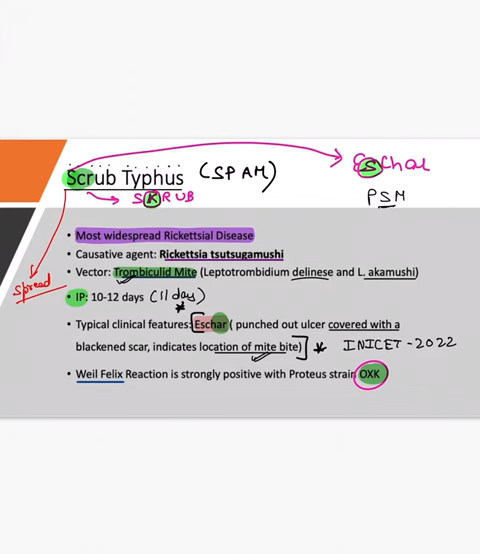 Scrub Typhus (SPAM) Eschar
SKRUB PSM
• Most widespread Rickettsial Disease
• Causative agent: Rickettsia tsutsugamushi
• Vector: Trombiculid Mite (Leptotrombidium delinese and L. akamushi)
spread
• IP: 10-12 days (11 days)
• Typical clinical features: Eschar ( punched out ulcer covered with a
blackened scar, indicates location of mite bite) * INICET-2022
• Weil Felix Reaction is strongly positive with Proteus strain OXK